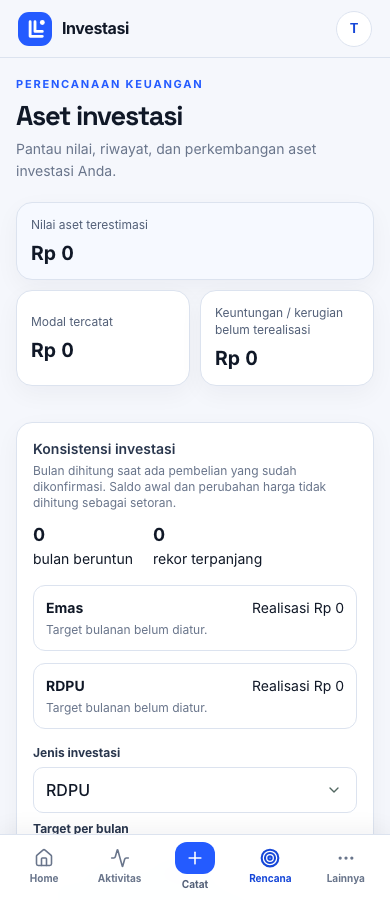 Investasi
T
PERENCANAAN KEUANGAN
Aset investasi
Pantau nilai, riwayat, dan perkembangan aset
investasi Anda.
Nilai aset terestimasi
Rp 0
Modal tercatat
Rp 0
Keuntungan / kerugian
belum terealisasi
Rp 0
Konsistensi investasi
Bulan dihitung saat ada pembelian yang sudah
dikonfirmasi. Saldo awal dan perubahan harga tidak
dihitung sebagai setoran.
0
bulan beruntun
0
rekor terpanjang
Emas
Realisasi Rp 0
Target bulanan belum diatur.
RDPU
Realisasi Rp 0
Target bulanan belum diatur.
Jenis investasi
RDPU
Target per bulan
Home
Aktivitas
Catat
Rencana
Lainnya